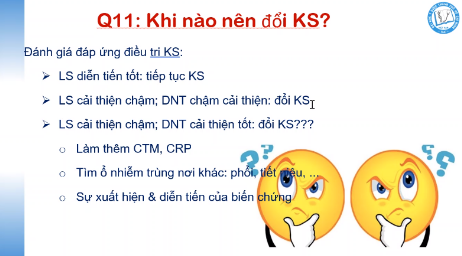 Q11: Khi nào nên đổi KS?
Đánh giá đáp ứng điều trị KS:
LS diễn tiến tốt: tiếp tục KS
LS cải thiện chậm; DNT chậm cải thiện: đổi KS
LS cải thiện chậm; DNT cải thiện tốt: đổi KS???
Làm thêm CTM, CRP
Tìm ổ nhiễm trùng nơi khác: phổi, tiết niệu, ...
Sự xuất hiện & diễn tiến của biến chứng